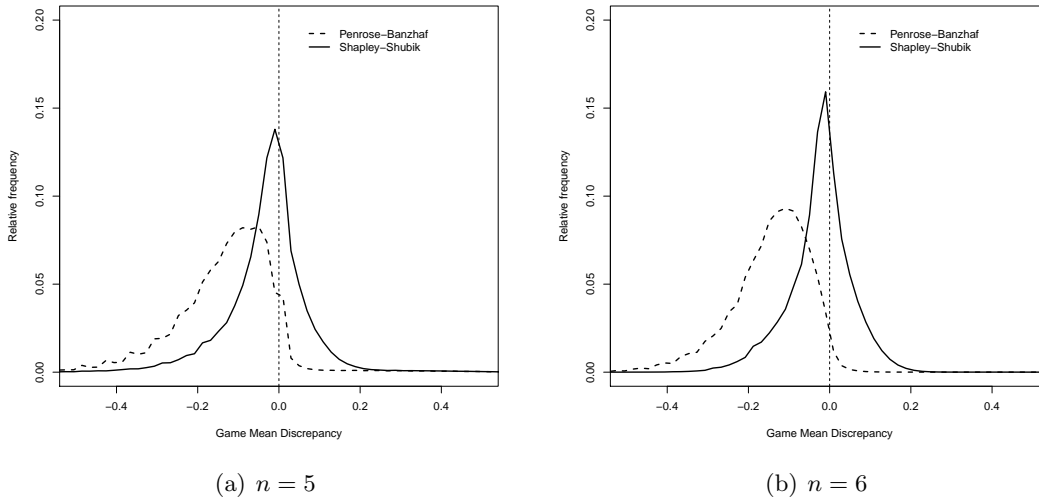 0.20
0.15
0.10
0.05
0.00
Relative frequency
Penrose−Banzhaf
Shapley−Shubik
−0.4 −0.2 0.0 0.2 0.4
Game Mean Discrepancy
(a) n = 5
0.20
0.15
0.10
0.05
0.00
Relative frequency
Penrose−Banzhaf
Shapley−Shubik
−0.4 −0.2 0.0 0.2 0.4
Game Mean Discrepancy
(b) n = 6